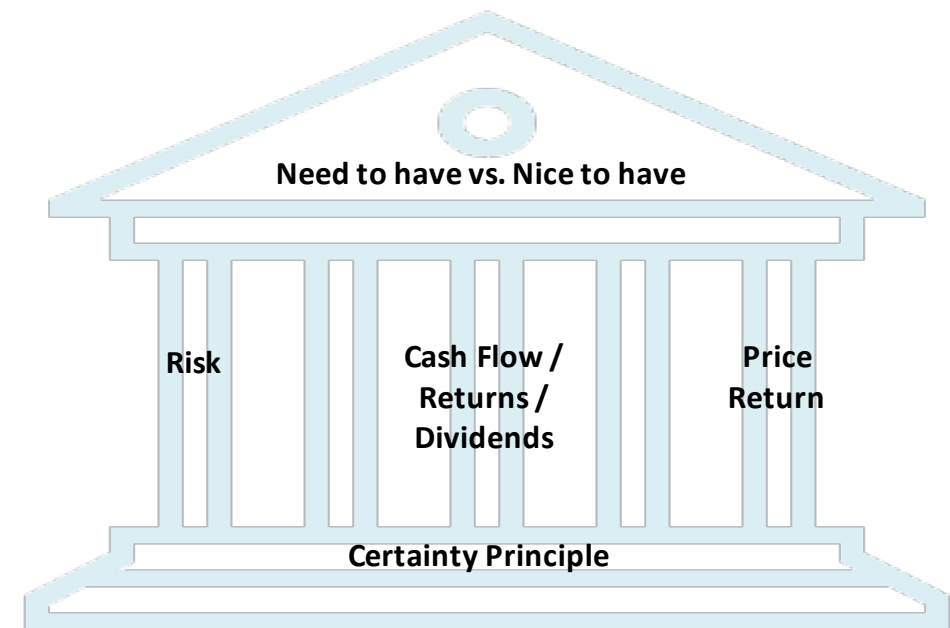 Need to have vs. Nice to have
Risk
Cash Flow /
Returns /
Dividends
Price
Return
Certainty Principle